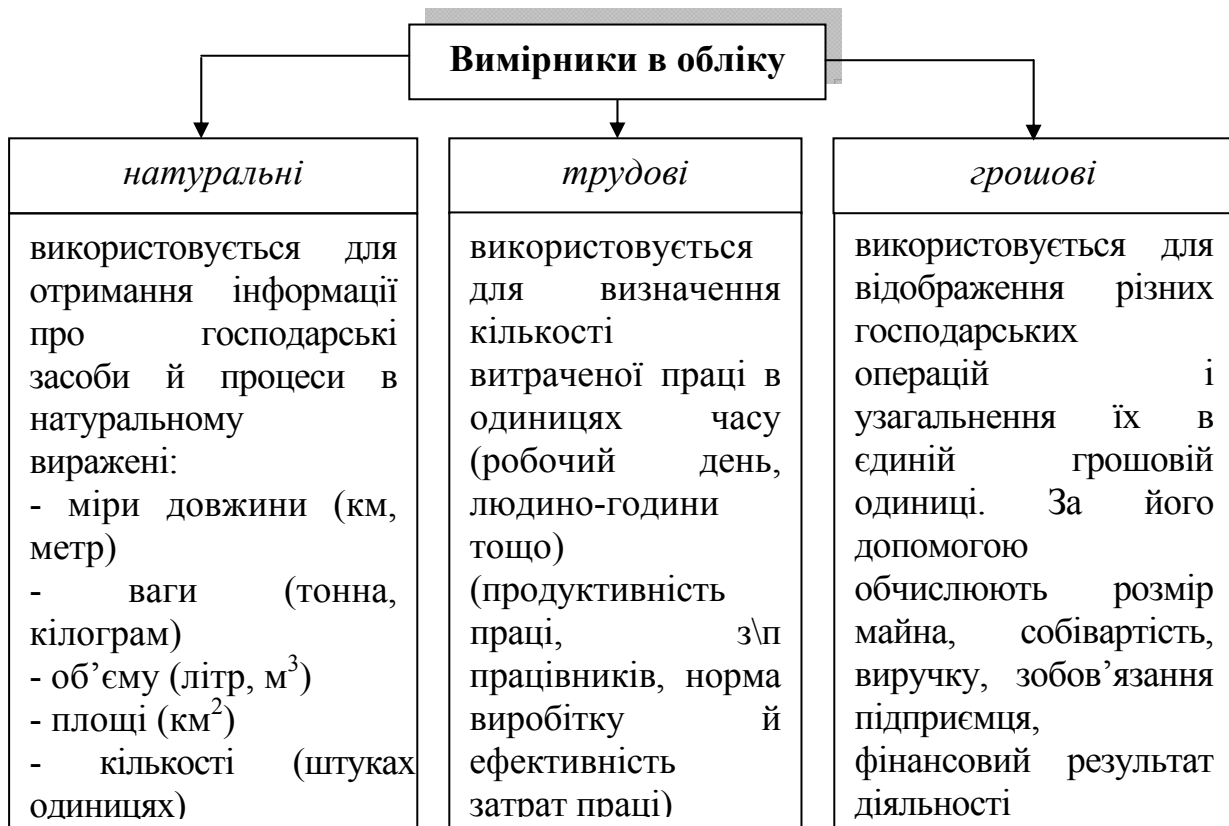 Вимірники в обліку
натуральні
використовується для
отримання інформації
про господарські
засоби й процеси в
натуральному
виражені:
- міри довжини (км,
метр)
- ваги (тонна,
кілограм)
- об’єму (літр, м³)
- площі (км²)
- кількості (штуках
одиницях)
трудові
використовується
для визначення
кількості
витраченої праці в
одиницях часу
(робочий день,
людино-години
тощо)
(продуктивність
праці, з\п
працівників, норма
виробітку й
ефективність
затрат праці)
грошові
використовується для
відображення різних
господарських
операцій і
узагальнення їх в
єдиній грошовій
одиниці. За його
допомогою
обчислюють розмір
майна, собівартість,
виручку, зобов’язання
підприємця,
фінансовий результат
діяльності